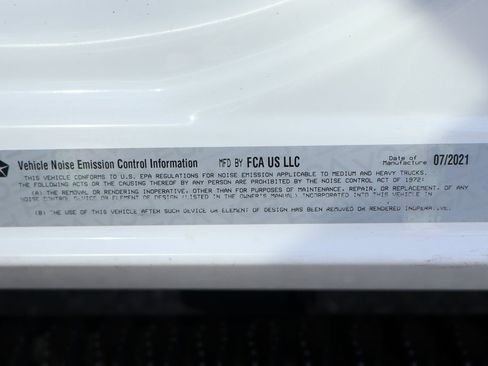 Vehicle Noise Emission Control Information MFD BY FCA US LLC Date of Manufacture 07/2021
THIS VEHICLE CONFORMS TO U.S. EPA REGULATIONS FOR NOISE EMISSION APPLICABLE TO MEDIUM AND HEAVY TRUCKS.
THE FOLLOWING ACTS OR THE CAUSING THEREOF BY ANY PERSON ARE PROHIBITED BY THE NOISE CONTROL ACT OF 1972:
(A) THE REMOVAL OR RENDERING INOPERATIVE, OTHER THAN FOR PURPOSES OF MAINTENANCE, REPAIR, OR REPLACEMENT, OF ANY
NOISE CONTROL DEVICE OR ELEMENT OF DESIGN (LISTED IN THE OWNER'S MANUAL) INCORPORATED INTO THIS VEHICLE IN
(B) THE USE OF THIS VEHICLE AFTER SUCH DEVICE OR ELEMENT OF DESIGN HAS BEEN REMOVED OR RENDERED INOPERATIVE.